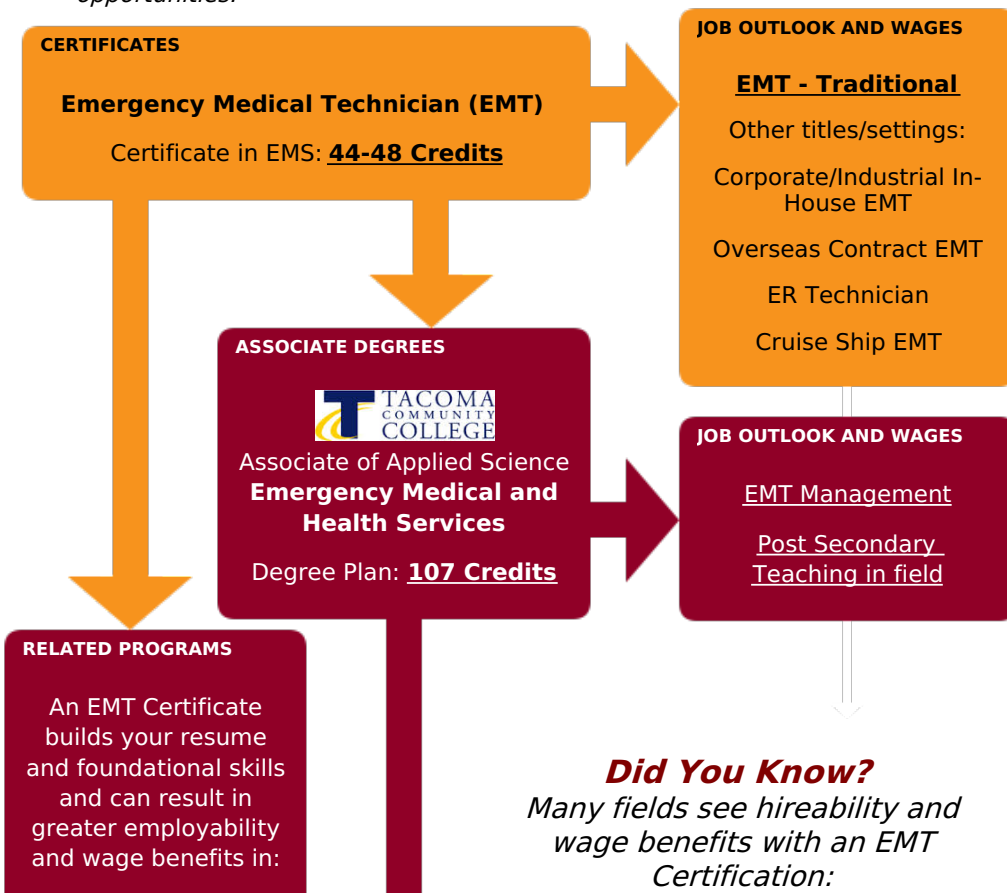 opportunities.
CERTIFICATES
Emergency Medical Technician (EMT)
Certificate in EMS: 44-48 Credits
JOB OUTLOOK AND WAGES
EMT - Traditional
Other titles/settings:
Corporate/Industrial In-
House EMT
Overseas Contract EMT
ER Technician
Cruise Ship EMT
ASSOCIATE DEGREES
TACOMA
COMMUNITY
COLLEGE
Associate of Applied Science
Emergency Medical and
Health Services
Degree Plan: 107 Credits
JOB OUTLOOK AND WAGES
EMT Management
Post Secondary
Teaching in field
RELATED PROGRAMS
An EMT Certificate
builds your resume
and foundational skills
and can result in
greater employability
and wage benefits in:
Did You Know?
Many fields see hireability and
wage benefits with an EMT
Certification: